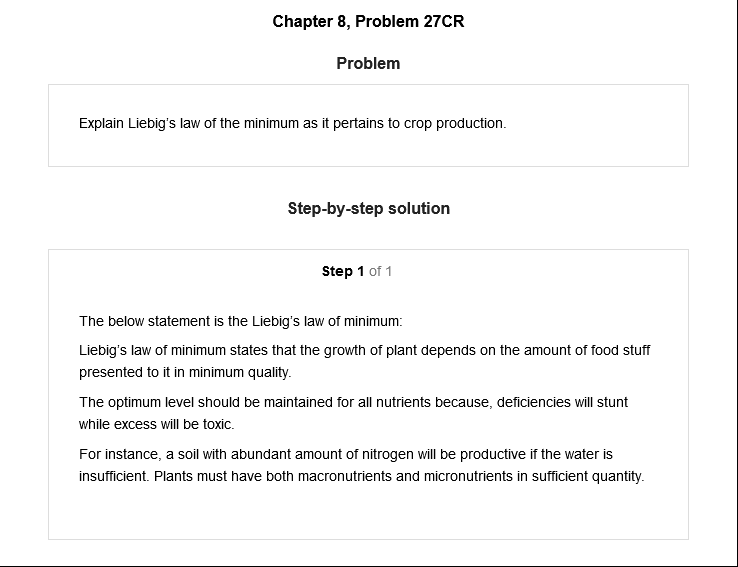 Chapter 8, Problem 27CR
Problem
Explain Liebig's law of the minimum as it pertains to crop production.
Step-by-step solution
Step 1 of 1
The below statement is the Liebig's law of minimum:
Liebig's law of minimum states that the growth of plant depends on the amount of food stuff
presented to it in minimum quality.
The optimum level should be maintained for all nutrients because, deficiencies will stunt
while excess will be toxic.
For instance, a soil with abundant amount of nitrogen will be productive if the water is
insufficient. Plants must have both macronutrients and micronutrients in sufficient quantity.